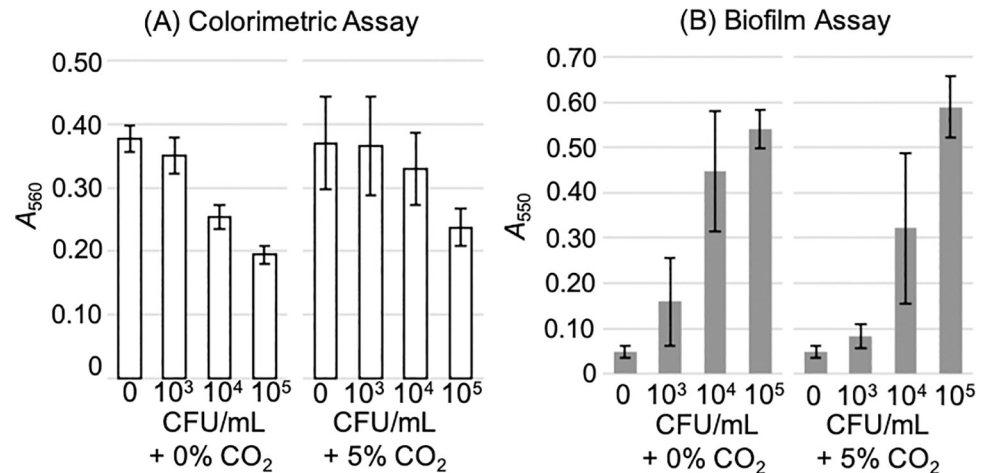 (A) Colorimetric Assay
0.50
0.40
0.30
0.20
0.10
0
A560
0 10³ 10⁴ 10⁵
CFU/mL
+ 0% CO₂
0 10³ 10⁴ 10⁵
CFU/mL
+ 5% CO₂
(B) Biofilm Assay
0.70
0.60
0.50
0.40
0.30
0.20
0.10
0
A550
0 10³ 10⁴ 10⁵
CFU/mL
+ 0% CO₂
0 10³ 10⁴ 10⁵
CFU/mL
+ 5% CO₂